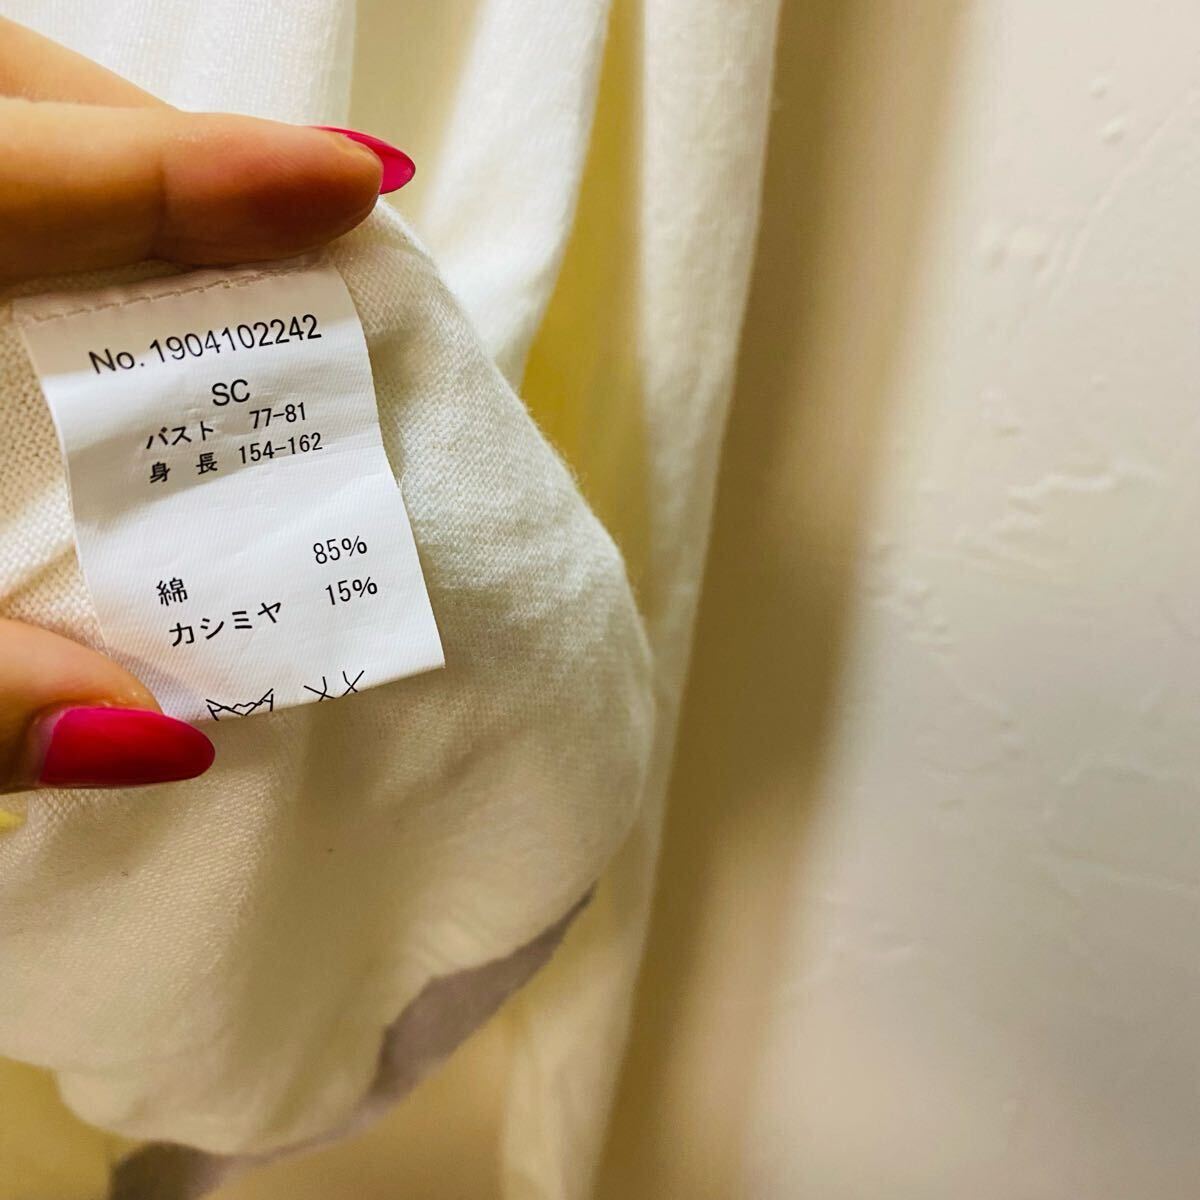 No.1904102242
SC
バスト 77-81
身 長 154-162
綿 85%
カシミヤ 15%